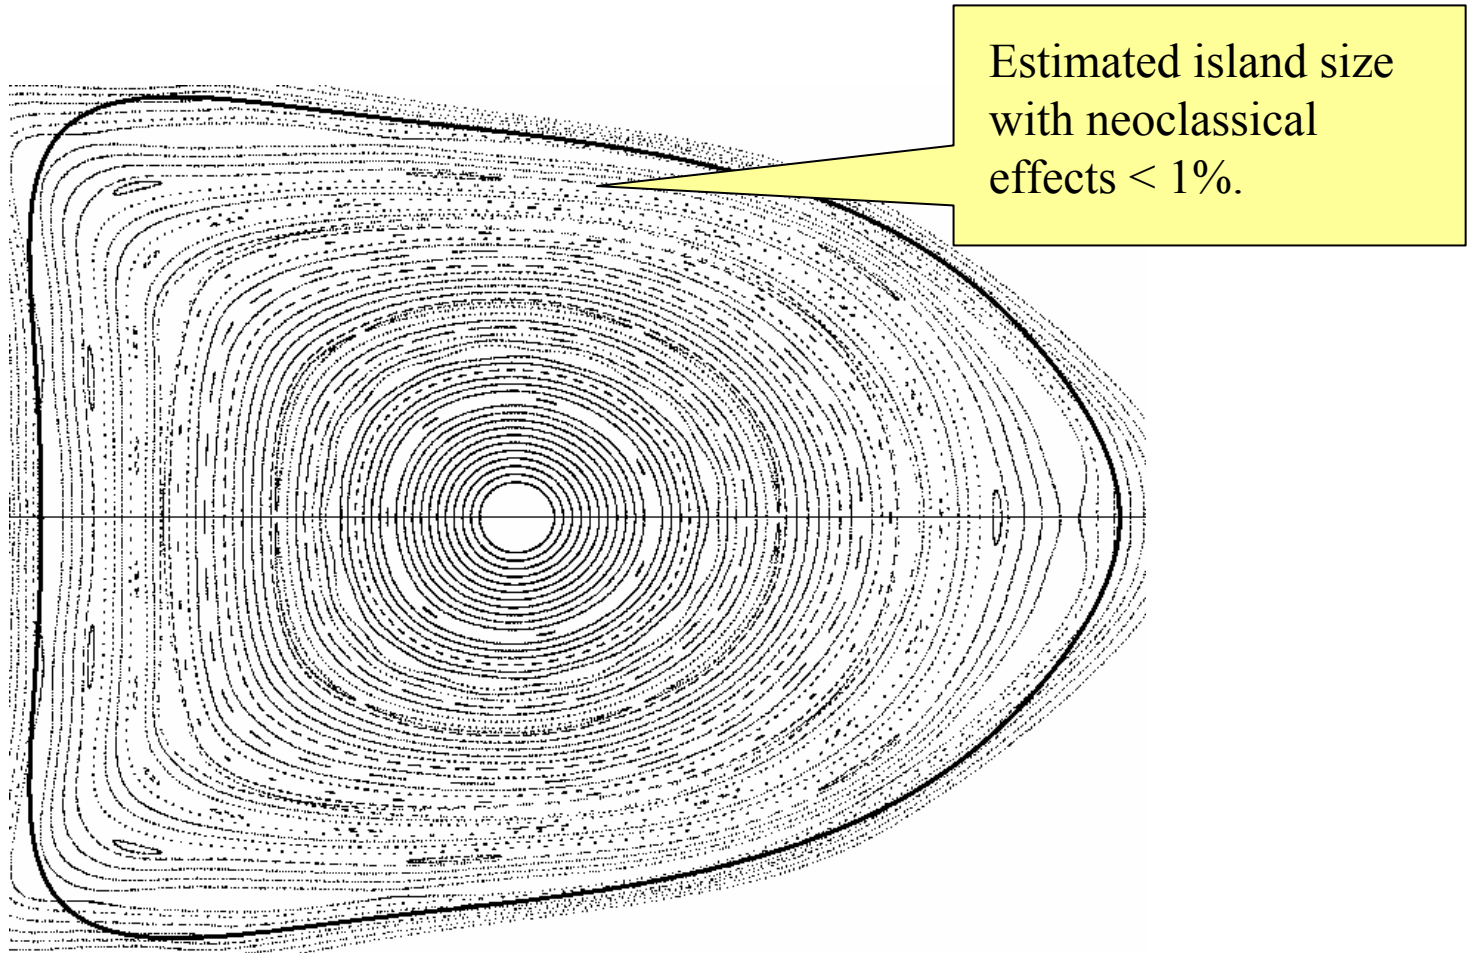 Estimated island size
with neoclassical
effects < 1%.